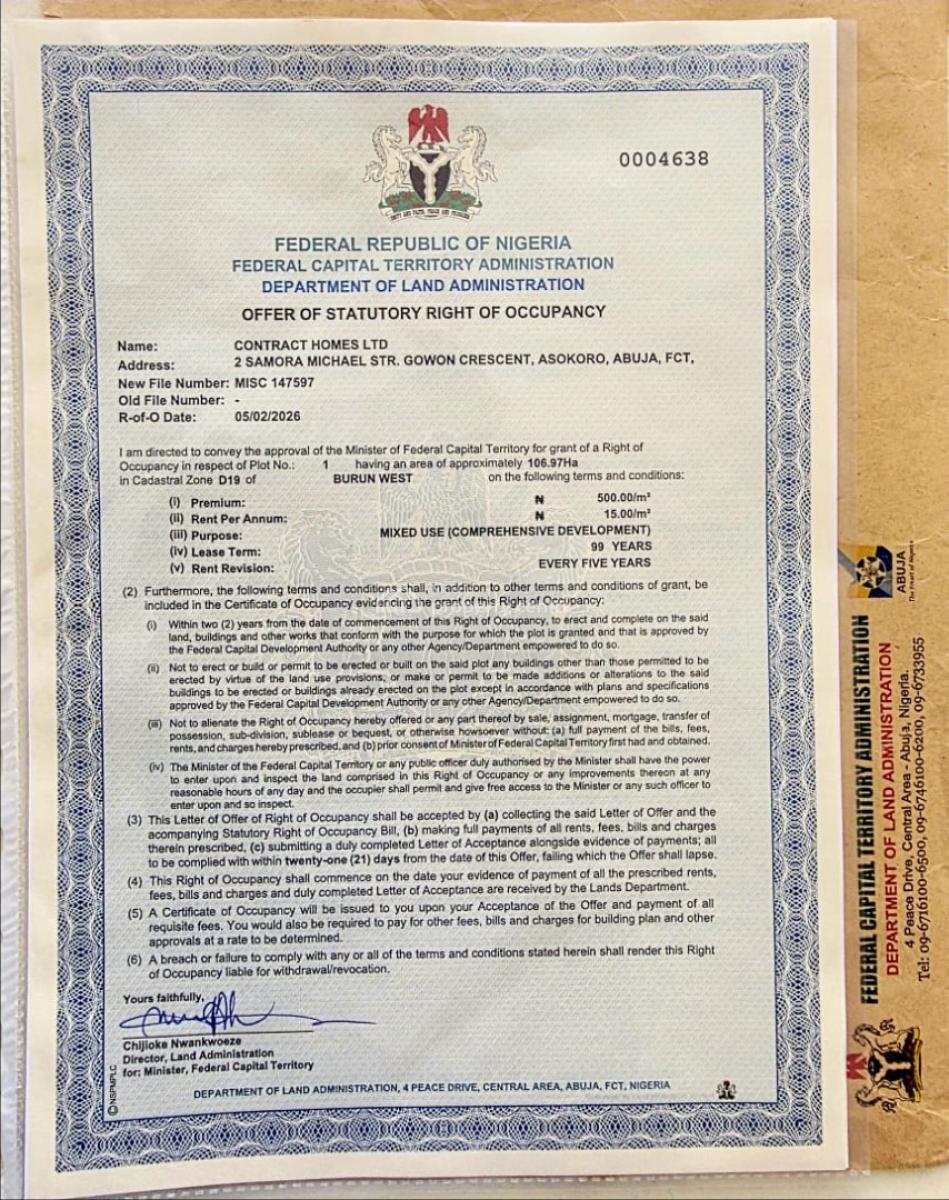 0004638
FEDERAL REPUBLIC OF NIGERIA
FEDERAL CAPITAL TERRITORY ADMINISTRATION
DEPARTMENT OF LAND ADMINISTRATION
OFFER OF STATUTORY RIGHT OF OCCUPANCY
Name: CONTRACT HOMES LTD
Address: 2 SAMORA MICHAEL STR. GOWON CRESCENT, ASOKORO, ABUJA, FCT,
New File Number: MISC 147597
Old File Number: -
R-of-O Date: 05/02/2026
I am directed to convey the approval of the Minister of Federal Capital Territory for grant of a Right of
Occupancy in respect of Plot No.: 1 having an area of approximately 106.97Ha
in Cadastral Zone D19 of BURUN WEST on the following terms and conditions:
(i) Premium: ₦ 500.00/m²
(ii) Rent Per Annum: ₦ 15.00/m²
(iii) Purpose: MIXED USE (COMPREHENSIVE DEVELOPMENT)
(iv) Lease Term: 99 YEARS
(v) Rent Revision: EVERY FIVE YEARS
(2) Furthermore, the following terms and conditions shall, in addition to other terms and conditions of grant, be
included in the Certificate of Occupancy evidencing the grant of this Right of Occupancy:
(i) Within two (2) years from the date of commencement of this Right of Occupancy, to erect and complete on the said
land, buildings and other works that conform with the purpose for which the plot is granted and that is approved by
the Federal Capital Development Authority or any other Agency/Department empowered to do so.
(ii) Not to erect or build or permit to be erected or built on the said plot any buildings other than those permitted to be
erected by virtue of the land use provisions, or make or permit to be made additions or alterations to the said
buildings to be erected or buildings already erected on the plot except in accordance with plans and specifications
approved by the Federal Capital Development Authority or any other Agency/Department empowered to do so.
(iii) Not to alienate the Right of Occupancy hereby offered or any part thereof by sale, assignment, mortgage, transfer of
possession, sub-division, sublease or bequest, or otherwise howsoever without: (a) full payment of the bills, fees,
rents, and charges hereby prescribed, and (b) prior consent of Minister of Federal Capital Territory first had and obtained.
(iv) The Minister of the Federal Capital Territory or any public officer duly authorised by the Minister shall have the power
to enter upon and inspect the land comprised in this Right of Occupancy or any improvements thereon at any
reasonable hours of any day and the occupier shall permit and give free access to the Minister or any such officer to
enter upon and so inspect.
(3) This Letter of Offer of Right of Occupancy shall be accepted by (a) collecting the said Letter of Offer and the
acompanying Statutory Right of Occupancy Bill, (b) making full payments of all rents, fees, bills and charges
therein prescribed, (c) submitting a duly completed Letter of Acceptance alongside evidence of payments; all
to be complied with within twenty-one (21) days from the date of this Offer, failing which the Offer shall lapse.
(4) This Right of Occupancy shall commence on the date your evidence of payment of all the prescribed rents,
fees, bills and charges and duly completed Letter of Acceptance are received by the Lands Department.
(5) A Certificate of Occupancy will be issued to you upon your Acceptance of the Offer and payment of all
requisite fees. You would also be required to pay for other fees, bills and charges for building plan and other
approvals at a rate to be determined.
(6) A breach or failure to comply with any or all of the terms and conditions stated herein shall render this Right
of Occupancy liable for withdrawal/revocation.
Yours faithfully,
Chijioke Nwankwoeze
Director, Land Administration
for: Minister, Federal Capital Territory
DEPARTMENT OF LAND ADMINISTRATION, 4 PEACE DRIVE, CENTRAL AREA, ABUJA, FCT, NIGERIA
©NSPMPLC
ABUJA
The Heart of Nigeria
FEDERAL CAPITAL TERRITORY ADMINISTRATION
DEPARTMENT OF LAND ADMINISTRATION
4 Peace Drive, Central Area - Abuja, Nigeria.
Tel: 09-6716100-6500, 09-6746100-6200, 09-6733955